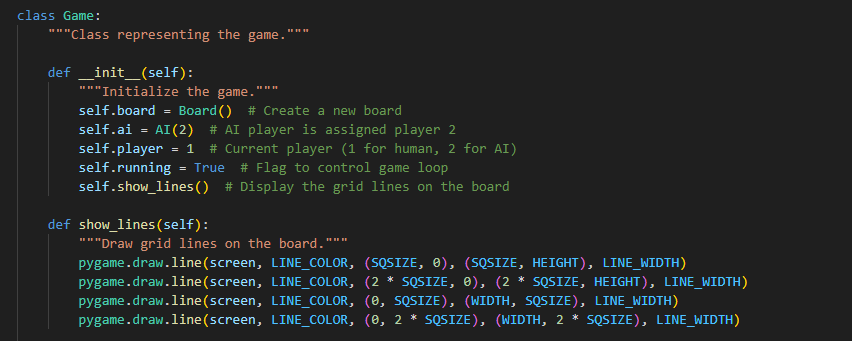 class Game:
    """Class representing the game."""

    def __init__(self):
        """Initialize the game."""
        self.board = Board()  # Create a new board
        self.ai = AI(2)  # AI player is assigned player 2
        self.player = 1  # Current player (1 for human, 2 for AI)
        self.running = True  # Flag to control game loop
        self.show_lines()  # Display the grid lines on the board

    def show_lines(self):
        """Draw grid lines on the board."""
        pygame.draw.line(screen, LINE_COLOR, (SQSIZE, 0), (SQSIZE, HEIGHT), LINE_WIDTH)
        pygame.draw.line(screen, LINE_COLOR, (2 * SQSIZE, 0), (2 * SQSIZE, HEIGHT), LINE_WIDTH)
        pygame.draw.line(screen, LINE_COLOR, (0, SQSIZE), (WIDTH, SQSIZE), LINE_WIDTH)
        pygame.draw.line(screen, LINE_COLOR, (0, 2 * SQSIZE), (WIDTH, 2 * SQSIZE), LINE_WIDTH)